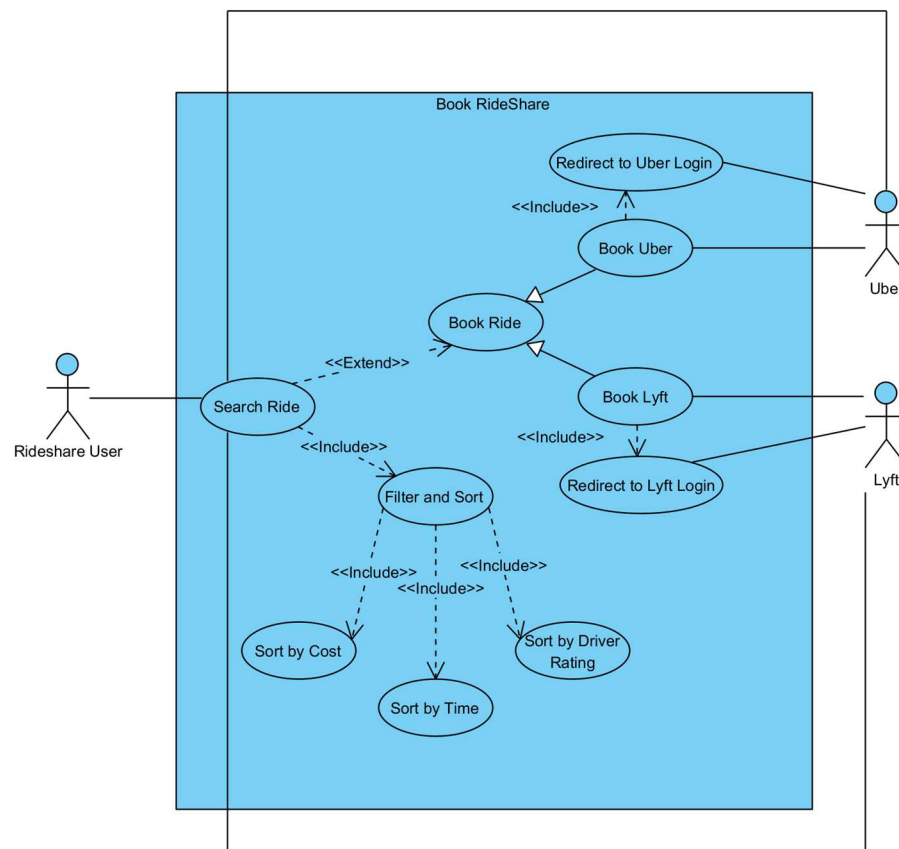 Book RideShare
Redirect to Uber Login
<<Include>>
Book Uber
Uber
Book Ride
<<Extend>>
Rideshare User
Search Ride
Book Lyft
<<Include>>
Lyft
<<Include>>
Redirect to Lyft Login
Filter and Sort
<<Include>>
<<Include>>
<<Include>>
Sort by Cost
Sort by Driver
Rating
Sort by Time